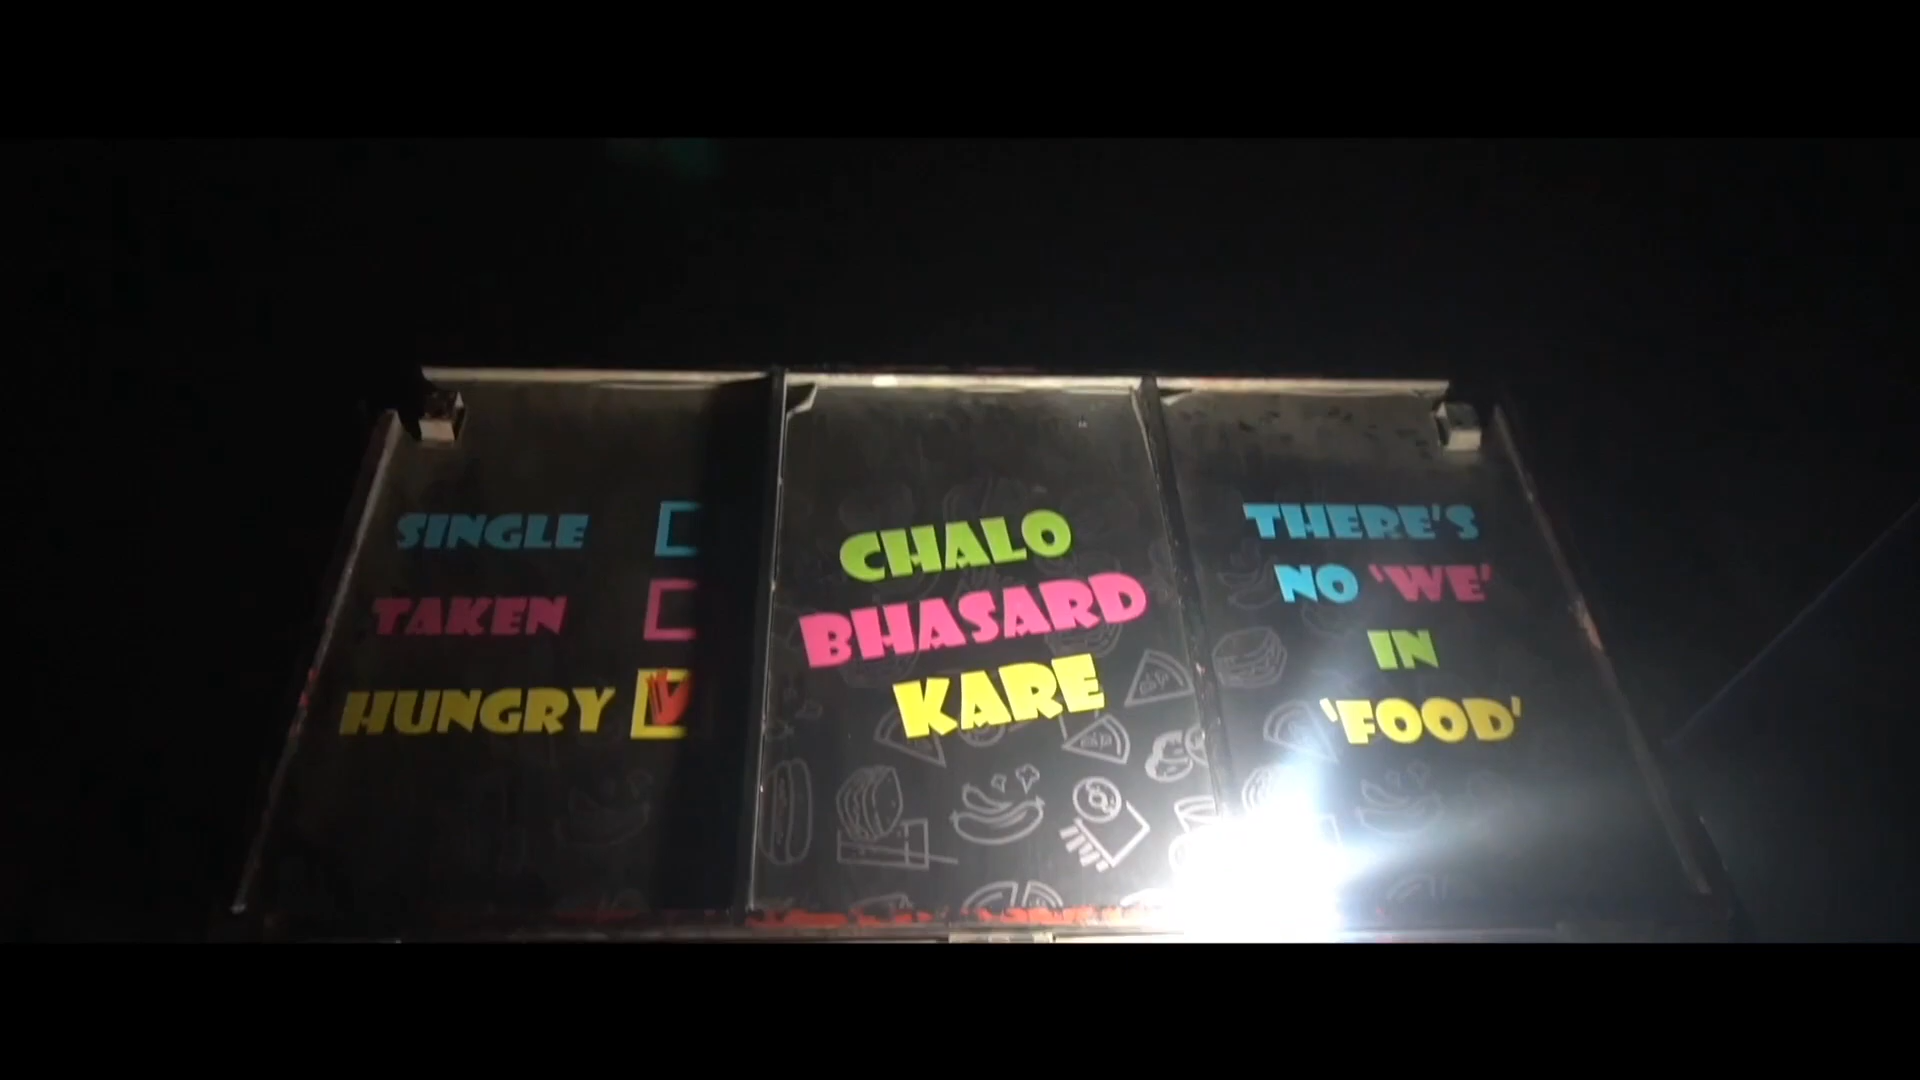 SINGLE
TAKEN
HUNGRY
CHALO
BHASARD
KARE
THERE'S
NO 'WE'
IN
'FOOD'